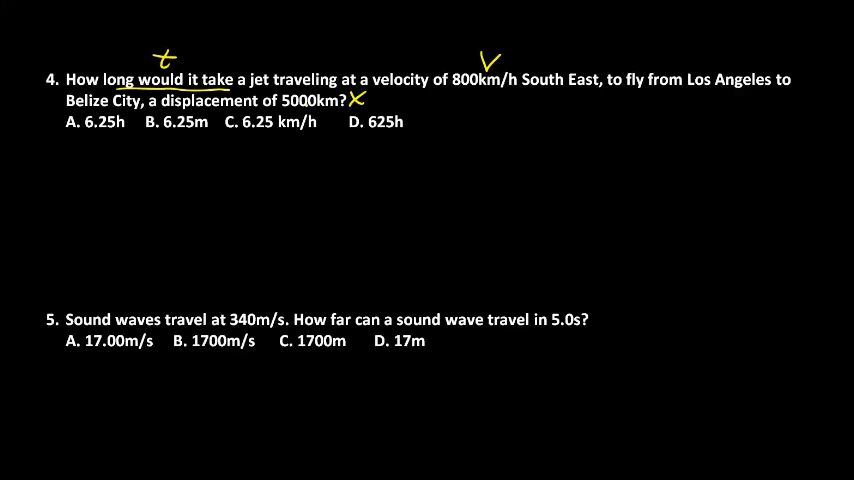 t v
4. How long would it take a jet traveling at a velocity of 800km/h South East, to fly from Los Angeles to
Belize City, a displacement of 5000km? x
A. 6.25h B. 6.25m C. 6.25 km/h D. 625h
5. Sound waves travel at 340m/s. How far can a sound wave travel in 5.0s?
A. 17.00m/s B. 1700m/s C. 1700m D. 17m